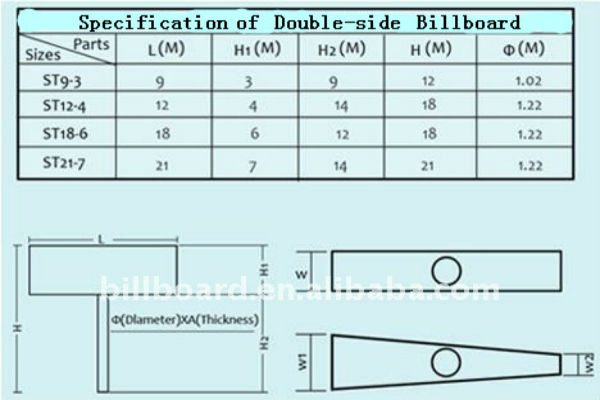 Specification of Double-side Billboard
Parts
Sizes
L(M) H1(M) H2(M) H(M) Φ(M)
ST9-3 9 3 9 12 1.02
ST12-4 12 4 14 18 1.22
ST18-6 18 6 12 18 1.22
ST21-7 21 7 14 21 1.22
L
H
H1
H2
Φ(Dlameter)XA(Thickness)
W
W1
W2
billboard.en.alibaba.com